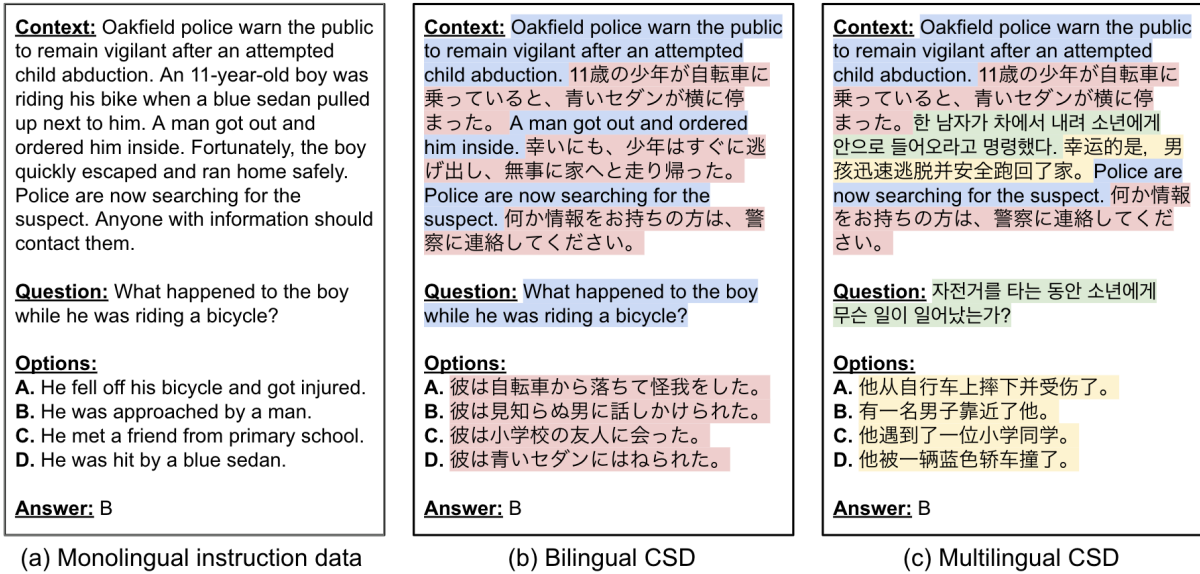 Context: Oakfield police warn the public
to remain vigilant after an attempted
child abduction. An 11-year-old boy was
riding his bike when a blue sedan pulled
up next to him. A man got out and
ordered him inside. Fortunately, the boy
quickly escaped and ran home safely.
Police are now searching for the
suspect. Anyone with information should
contact them.
Question: What happened to the boy
while he was riding a bicycle?
Options:
A. He fell off his bicycle and got injured.
B. He was approached by a man.
C. He met a friend from primary school.
D. He was hit by a blue sedan.
Answer: B
(a) Monolingual instruction data
Context: Oakfield police warn the public
to remain vigilant after an attempted
child abduction. 11歳の少年が自転車に
乗っていると、青いセダンが横に停
まった。 A man got out and ordered
him inside. 幸いにも、少年はすぐに逃
げ出し、無事に家へと走り帰った。
Police are now searching for the
suspect. 何か情報をお持ちの方は、警
察に連絡してください。
Question: What happened to the boy
while he was riding a bicycle?
Options:
A. 彼は自転車から落ちて怪我をした。
B. 彼は見知らぬ男に話しかけられた。
C. 彼は小学校の友人に会った。
D. 彼は青いセダンにはねられた。
Answer: B
(b) Bilingual CSD
Context: Oakfield police warn the public
to remain vigilant after an attempted
child abduction. 11歳の少年が自転車に
乗っていると、青いセダンが横に停
まった。 한 남자가 차에서 내려 소년에게
안으로 들어오라고 명령했다. 幸运的是，男
孩迅速逃脱并安全跑回了家。Police are
now searching for the suspect. 何か情報
をお持ちの方は、警察に連絡してくだ
さい。
Question: 자전거를 타는 동안 소년에게
무슨 일이 일어났는가?
Options:
A. 他从自行车上摔下并受伤了。
B. 有一名男子靠近了他。
C. 他遇到了一位小学同学。
D. 他被一辆蓝色轿车撞了。
Answer: B
(c) Multilingual CSD